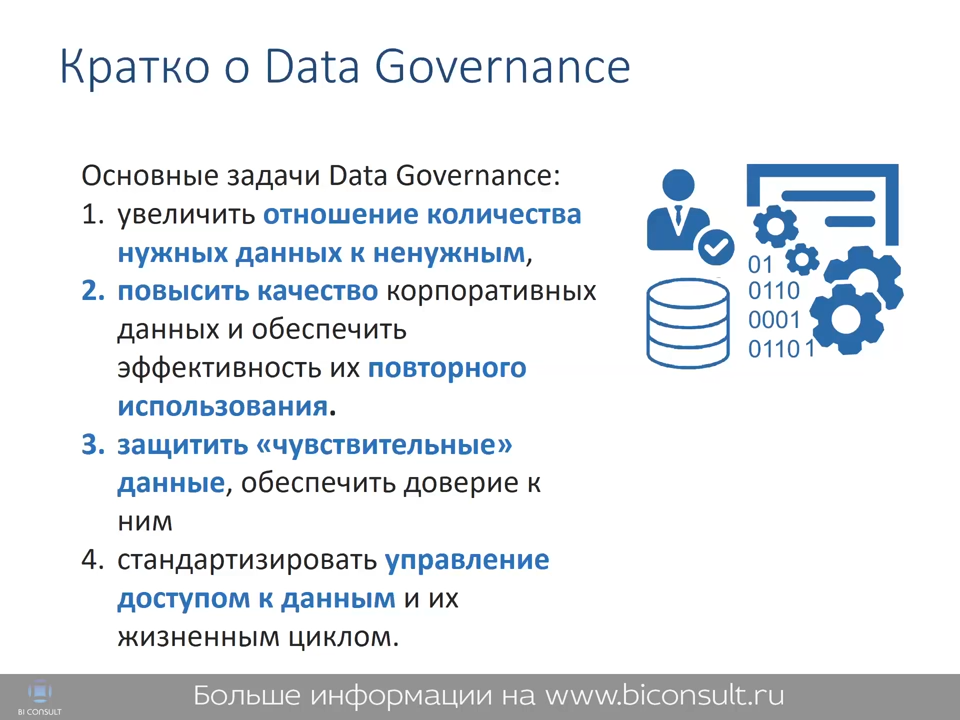 Кратко о Data Governance
Основные задачи Data Governance:
1. увеличить отношение количества
нужных данных к ненужным,
2. повысить качество корпоративных
данных и обеспечить
эффективность их повторного
использования.
3. защитить «чувствительные»
данные, обеспечить доверие к
ним
4. стандартизировать управление
доступом к данным и их
жизненным циклом.
01
0110
0001
01101
BI CONSULT
Больше информации на www.biconsult.ru